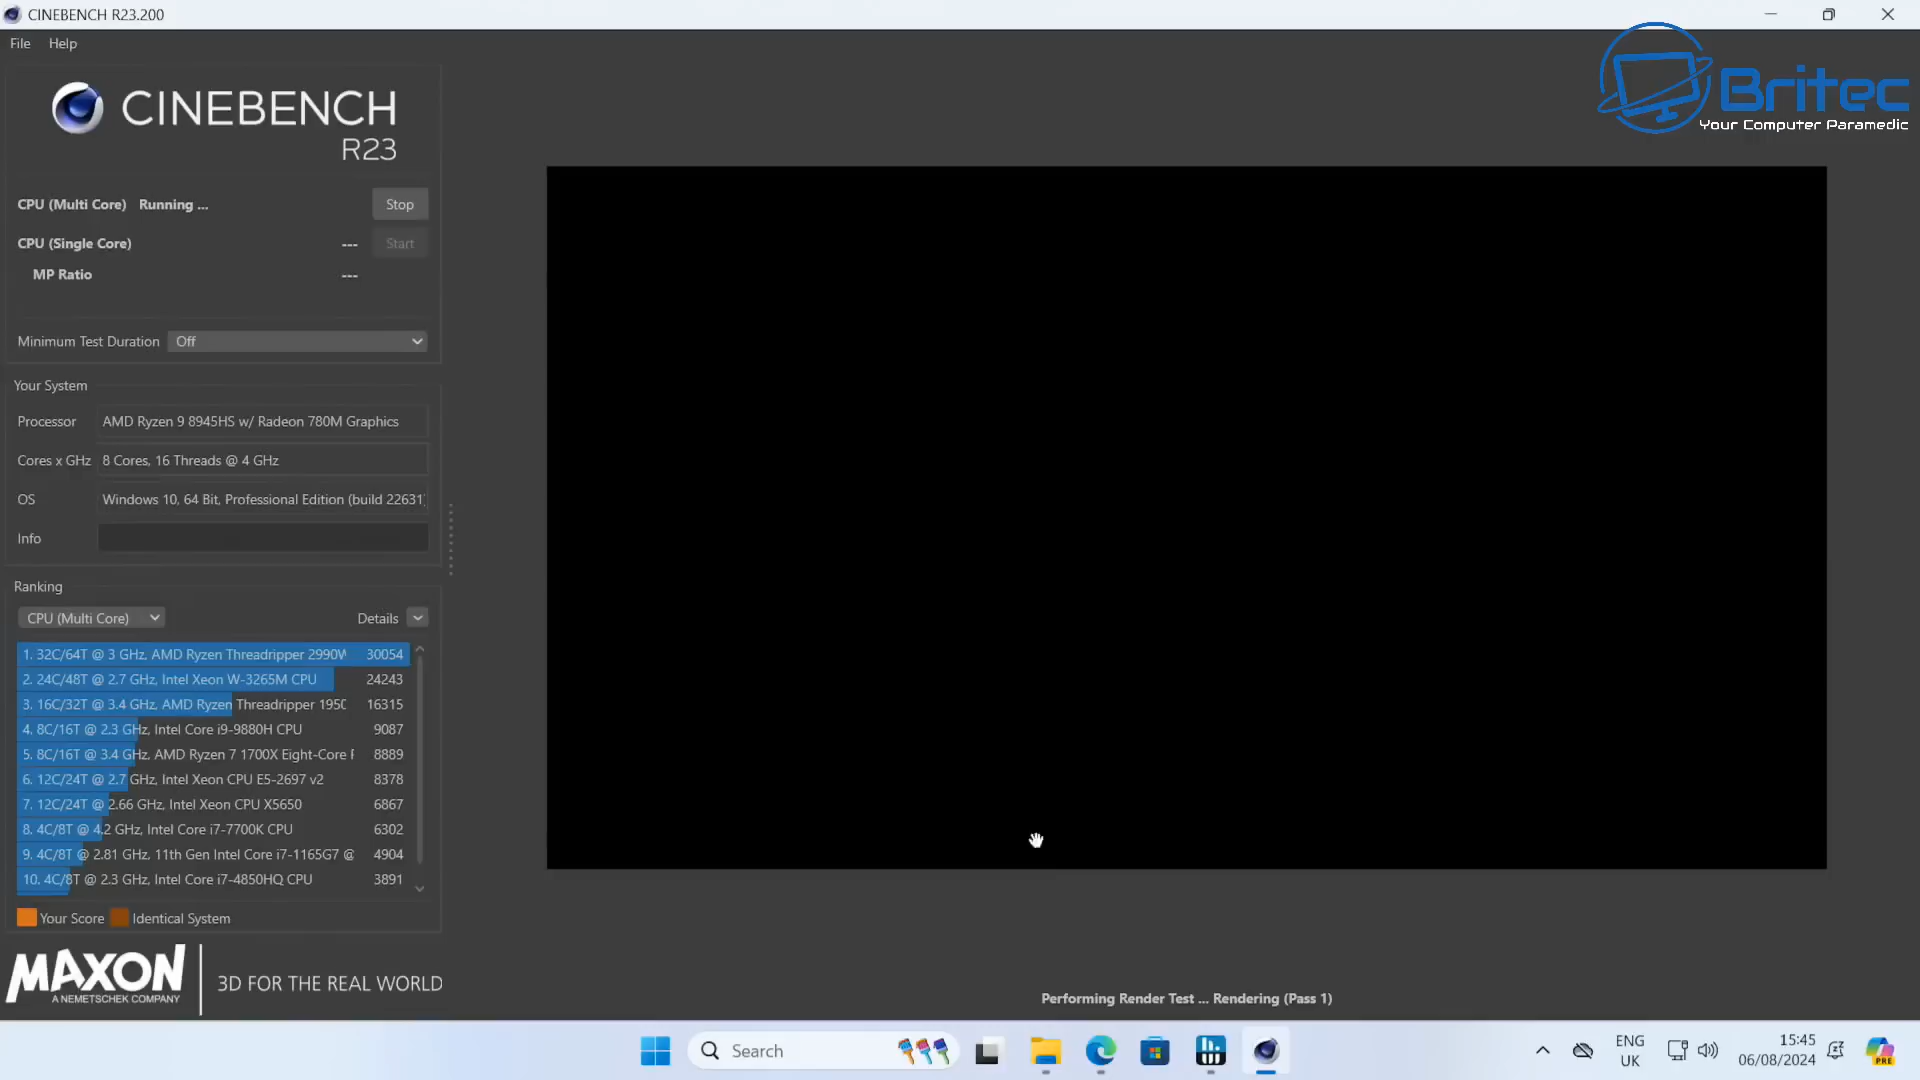 CINEBENCH R23.200
File Help
Britec
Your Computer Paramedic
CINEBENCH
R23
CPU (Multi Core) Running ... Stop
CPU (Single Core) --- Start
MP Ratio ---
Minimum Test Duration Off
Your System
Processor AMD Ryzen 9 8945HS w/ Radeon 780M Graphics
Cores x GHz 8 Cores, 16 Threads @ 4 GHz
OS Windows 10, 64 Bit, Professional Edition (build 22631)
Info
Ranking
CPU (Multi Core) Details
1. 32C/64T @ 3 GHz, AMD Ryzen Threadripper 2990W 30054
2. 24C/48T @ 2.7 GHz, Intel Xeon W-3265M CPU 24243
3. 16C/32T @ 3.4 GHz, AMD Ryzen Threadripper 1950 16315
4. 8C/16T @ 2.3 GHz, Intel Core i9-9880H CPU 9087
5. 8C/16T @ 3.4 GHz, AMD Ryzen 7 1700X Eight-Core P 8889
6. 12C/24T @ 2.7 GHz, Intel Xeon CPU E5-2697 v2 8378
7. 12C/24T @ 2.66 GHz, Intel Xeon CPU X5650 6867
8. 4C/8T @ 4.2 GHz, Intel Core i7-7700K CPU 6302
9. 4C/8T @ 2.81 GHz, 11th Gen Intel Core i7-1165G7 @ 4904
10. 4C/8T @ 2.3 GHz, Intel Core i7-4850HQ CPU 3891
Your Score Identical System
MAXON
A NEMETSCHEK COMPANY
3D FOR THE REAL WORLD
Performing Render Test ... Rendering (Pass 1)
Search
ENG
UK
15:45
06/08/2024
PRE